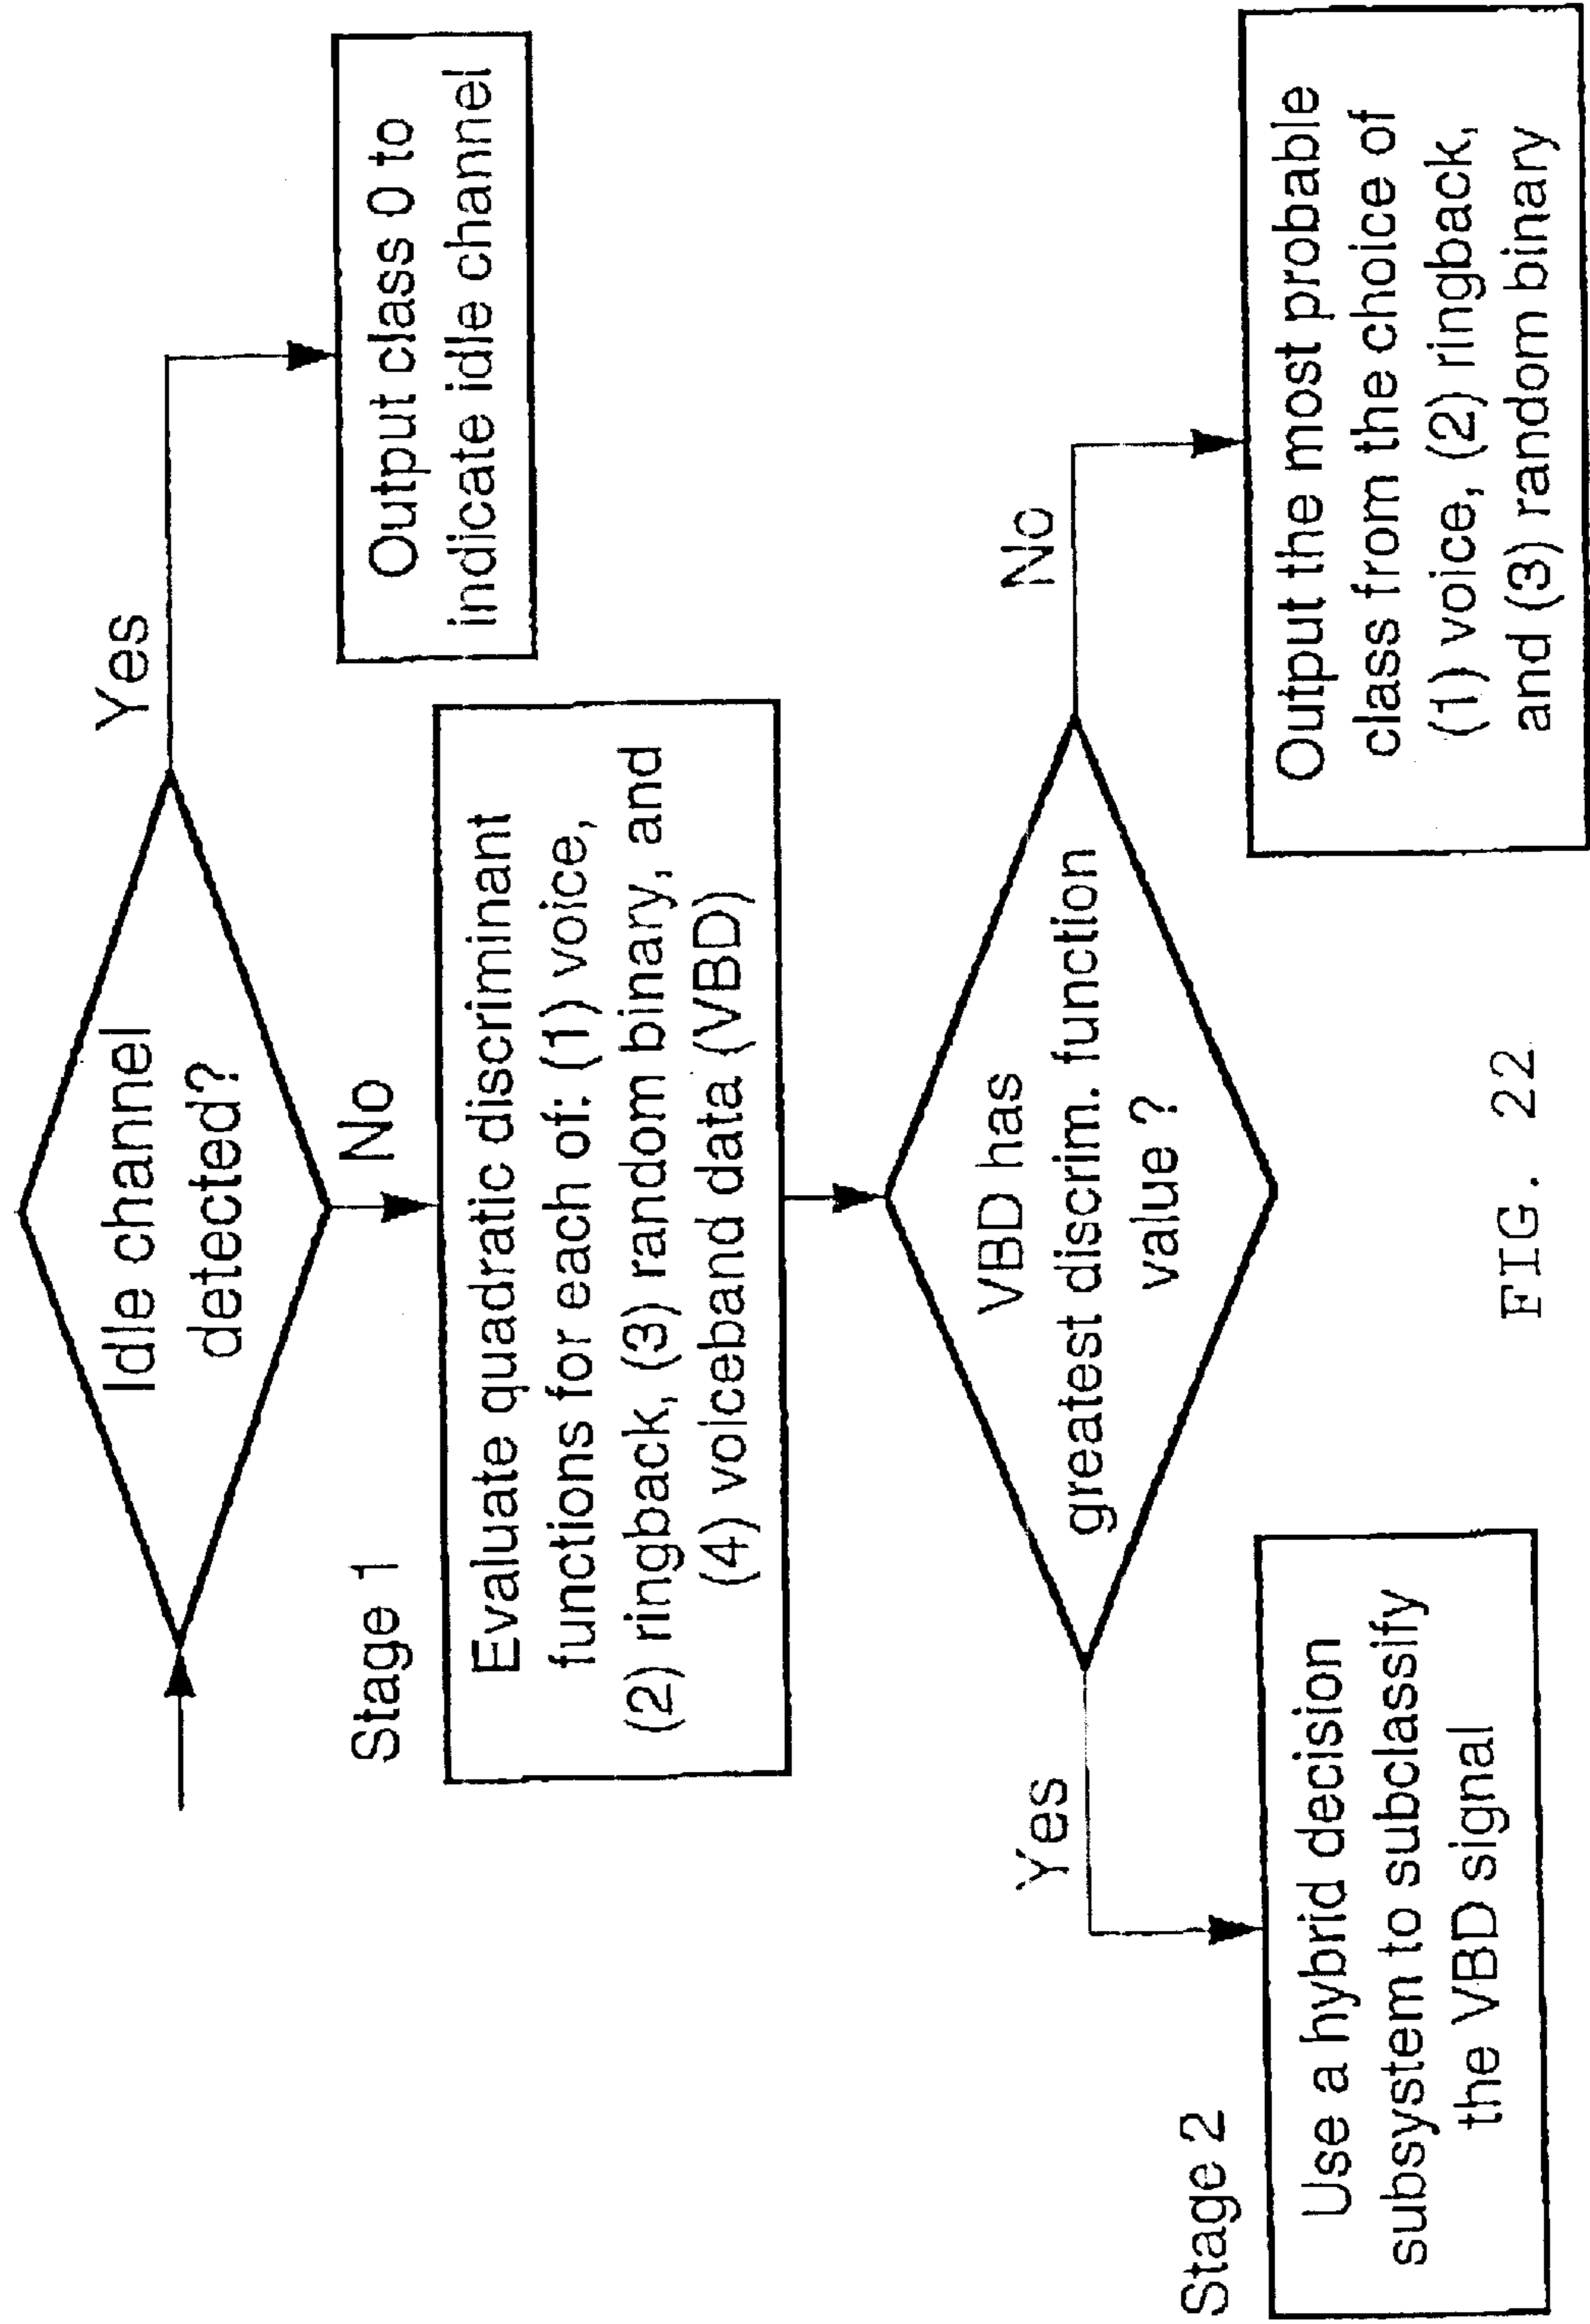 Idle channel
detected?
Yes
Output class 0 to
indicate idle channel
No
Stage 1
Evaluate quadratic discriminant
functions for each of: (1) voice,
(2) ringback, (3) random binary, and
(4) voiceband data (VBD)
VBD has
greatest discrim. function
value ?
Yes
No
Stage 2
Use a hybrid decision
subsystem to subclassify
the VBD signal
Output the most probable
class from the choice of
(1) voice, (2) ringback,
and (3) random binary
FIG. 22